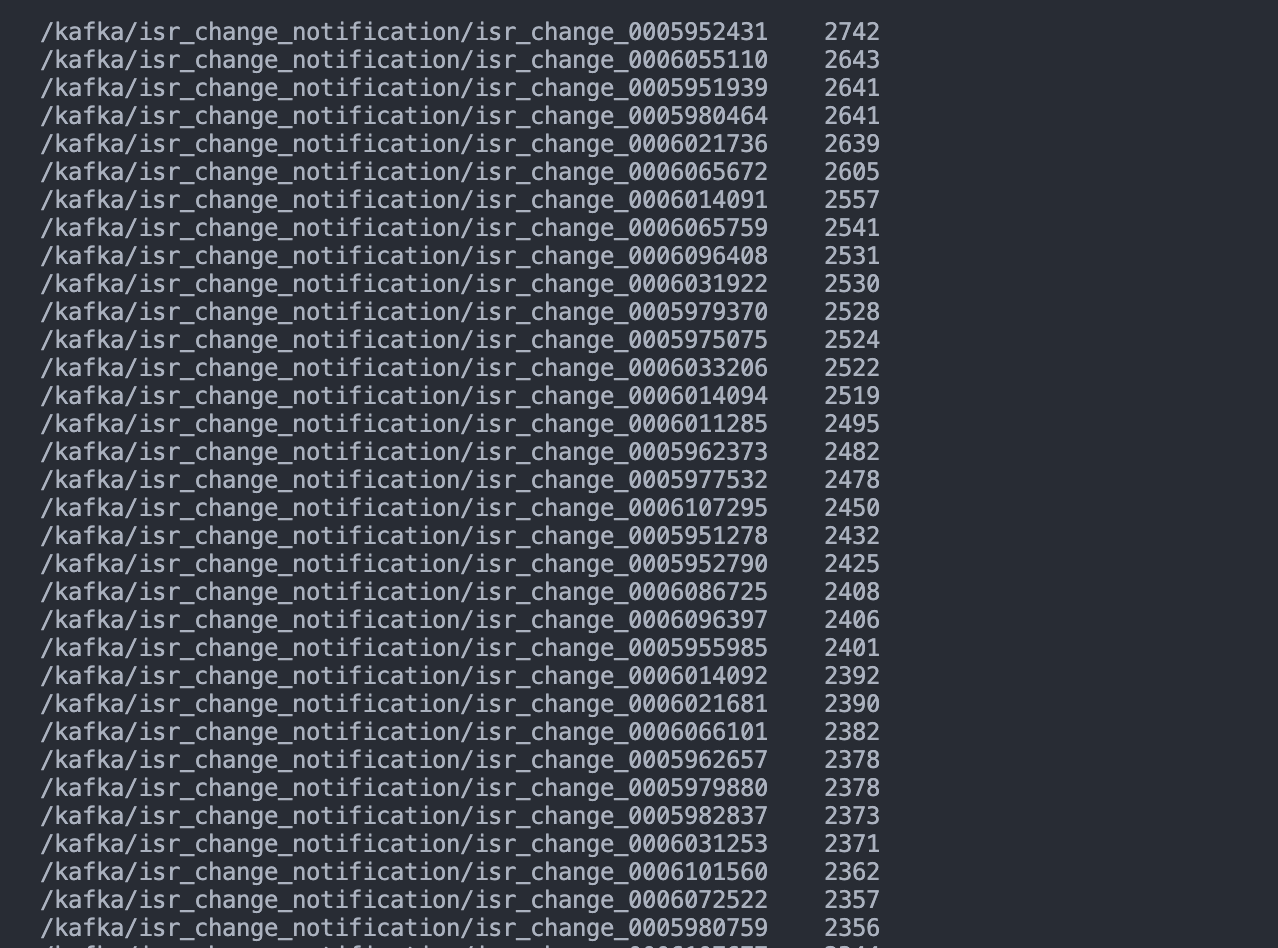 /kafka/isr_change_notification/isr_change_0005952431    2742
/kafka/isr_change_notification/isr_change_0006055110    2643
/kafka/isr_change_notification/isr_change_0005951939    2641
/kafka/isr_change_notification/isr_change_0005980464    2641
/kafka/isr_change_notification/isr_change_0006021736    2639
/kafka/isr_change_notification/isr_change_0006065672    2605
/kafka/isr_change_notification/isr_change_0006014091    2557
/kafka/isr_change_notification/isr_change_0006065759    2541
/kafka/isr_change_notification/isr_change_0006096408    2531
/kafka/isr_change_notification/isr_change_0006031922    2530
/kafka/isr_change_notification/isr_change_0005979370    2528
/kafka/isr_change_notification/isr_change_0005975075    2524
/kafka/isr_change_notification/isr_change_0006033206    2522
/kafka/isr_change_notification/isr_change_0006014094    2519
/kafka/isr_change_notification/isr_change_0006011285    2495
/kafka/isr_change_notification/isr_change_0005962373    2482
/kafka/isr_change_notification/isr_change_0005977532    2478
/kafka/isr_change_notification/isr_change_0006107295    2450
/kafka/isr_change_notification/isr_change_0005951278    2432
/kafka/isr_change_notification/isr_change_0005952790    2425
/kafka/isr_change_notification/isr_change_0006086725    2408
/kafka/isr_change_notification/isr_change_0006096397    2406
/kafka/isr_change_notification/isr_change_0005955985    2401
/kafka/isr_change_notification/isr_change_0006014092    2392
/kafka/isr_change_notification/isr_change_0006021681    2390
/kafka/isr_change_notification/isr_change_0006066101    2382
/kafka/isr_change_notification/isr_change_0005962657    2378
/kafka/isr_change_notification/isr_change_0005979880    2378
/kafka/isr_change_notification/isr_change_0005982837    2373
/kafka/isr_change_notification/isr_change_0006031253    2371
/kafka/isr_change_notification/isr_change_0006101560    2362
/kafka/isr_change_notification/isr_change_0006072522    2357
/kafka/isr_change_notification/isr_change_0005980759    2356